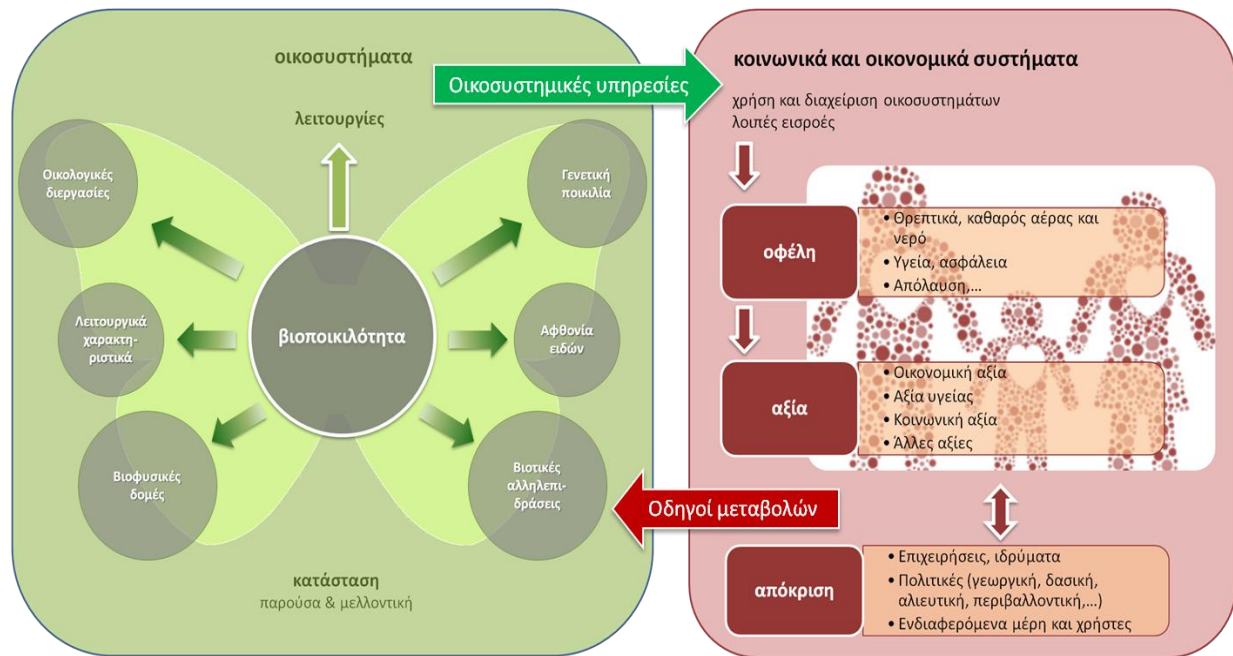 οικοσυστήματα
Οικοσυστημικές υπηρεσίες
λειτουργίες
Οικολογικές
διεργασίες
Γενετική
ποικιλία
Λειτουργικά
χαρακτη-
ριστικά
βιοποικιλότητα
Αφθονία
ειδών
Βιοφυσικές
δομές
Βιοτικές
αλληλεπι-
δράσεις
κατάσταση
παρούσα & μελλοντική
κοινωνικά και οικονομικά συστήματα
χρήση και διαχείριση οικοσυστημάτων
λοιπές εισροές
οφέλη
• Θρεπτικά, καθαρός αέρας και
νερό
• Υγεία, ασφάλεια
• Απόλαυση,...
αξία
• Οικονομική αξία
• Αξία υγείας
• Κοινωνική αξία
• Άλλες αξίες
Οδηγοί μεταβολών
απόκριση
• Επιχειρήσεις, ιδρύματα
• Πολιτικές (γεωργική, δασική,
αλιευτική, περιβαλλοντική,...)
• Ενδιαφερόμενα μέρη και χρήστες